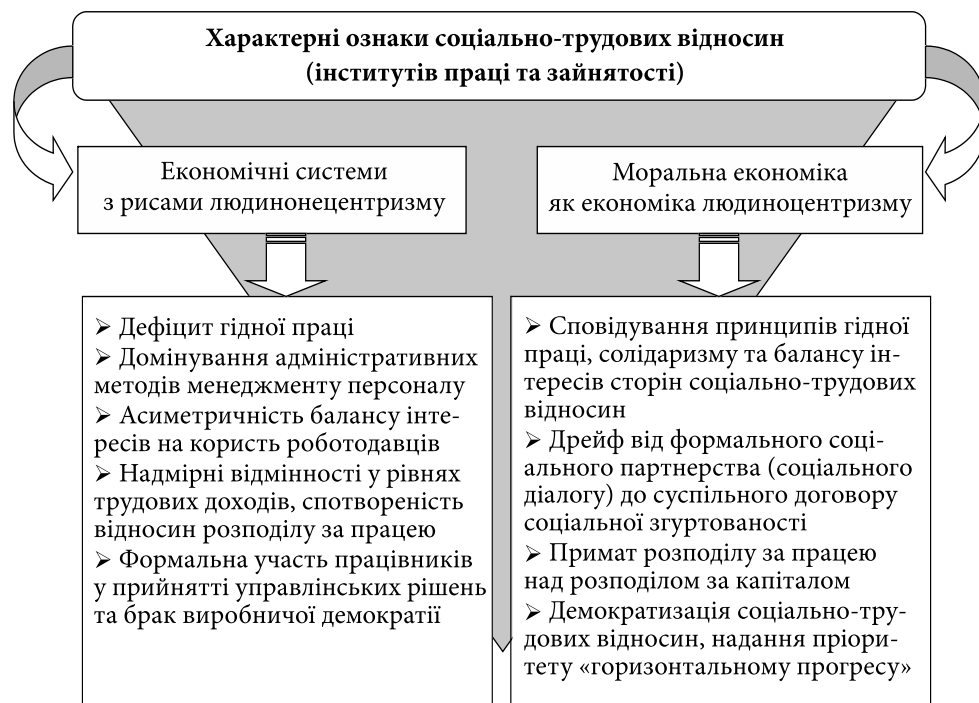 Характерні ознаки соціально-трудових відносин
(інститутів праці та зайнятості)
Економічні системи
з рисами людинонецентризму
Моральна економіка
як економіка людиноцентризму
➢ Дефіцит гідної праці
➢ Домінування адміністративних
методів менеджменту персоналу
➢ Асиметричність балансу інте-
ресів на користь роботодавців
➢ Надмірні відмінності у рівнях
трудових доходів, спотвореність
відносин розподілу за працею
➢ Формальна участь працівників
у прийнятті управлінських рішень
та брак виробничої демократії
➢ Сповідування принципів гідної
праці, солідаризму та балансу ін-
тересів сторін соціально-трудових
відносин
➢ Дрейф від формального соці-
ального партнерства (соціального
діалогу) до суспільного договору
соціальної згуртованості
➢ Примат розподілу за працею
над розподілом за капіталом
➢ Демократизація соціально-тру-
дових відносин, надання пріори-
тету «горизонтальному прогресу»